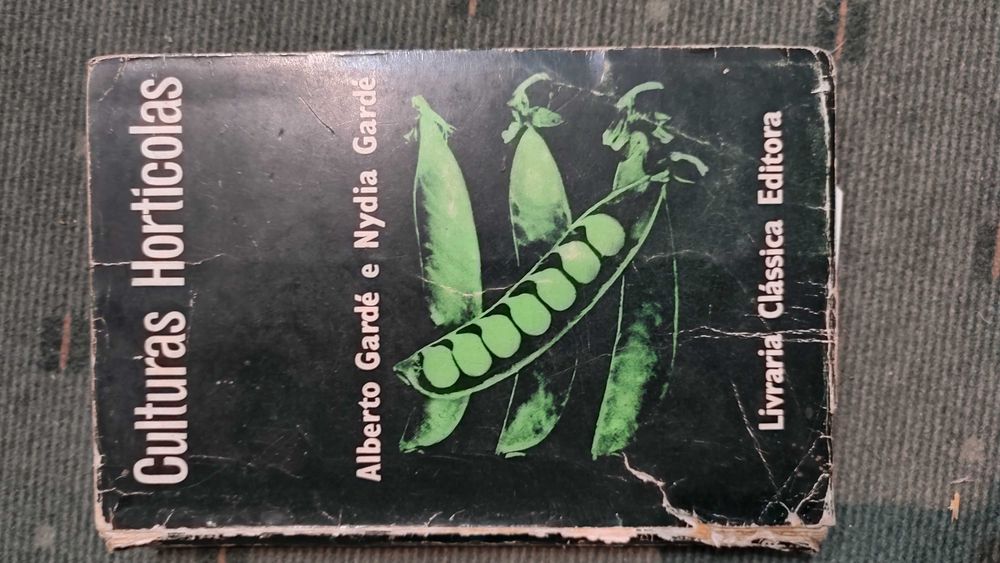 Culturas Hortícolas
Alberto Gardé e Nydia Gardé
Livraria Clássica Editora